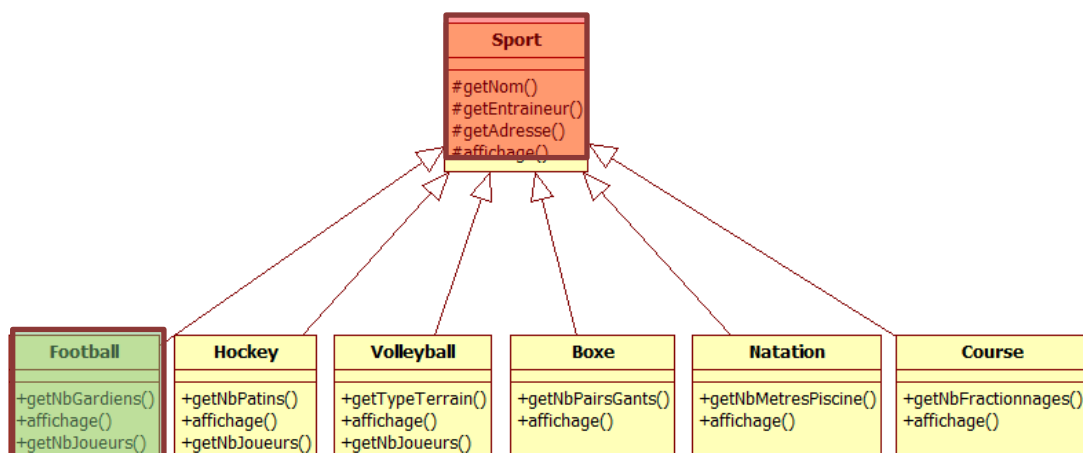 Sport
#getNom()
#getEntraineur()
#getAdresse()
#affichage()
Football
+getNbGardiens()
+affichage()
+getNbJoueurs()
Hockey
+getNbPatins()
+affichage()
+getNbJoueurs()
Volleyball
+getTypeTerrain()
+affichage()
+getNbJoueurs()
Boxe
+getNbPairsGants()
+affichage()
Natation
+getNbMetresPiscine()
+affichage()
Course
+getNbFractionnages()
+affichage()